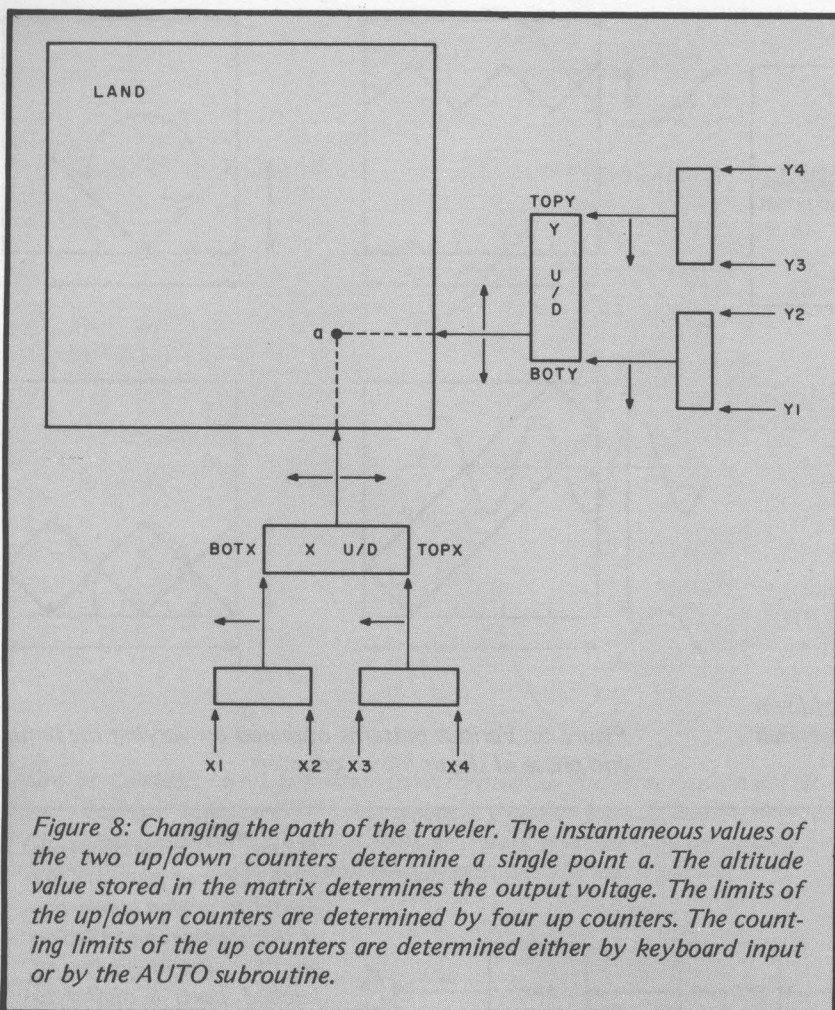 LAND
Y4
TOPY
Y
U/D
Y3
a
Y2
BOTY
Y1
BOTX X U/D TOPX
X1 X2 X3 X4
Figure 8: Changing the path of the traveler. The instantaneous values of
the two up/down counters determine a single point a. The altitude
value stored in the matrix determines the output voltage. The limits of
the up/down counters are determined by four up counters. The count-
ing limits of the up counters are determined either by keyboard input
or by the AUTO subroutine.